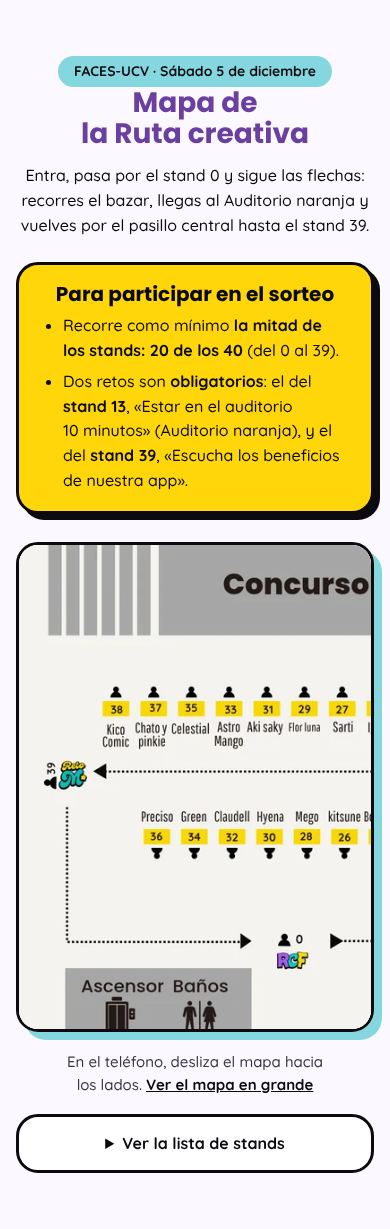 FACES-UCV · Sábado 5 de diciembre
Mapa de
la Ruta creativa
Entra, pasa por el stand 0 y sigue las flechas:
recorres el bazar, llegas al Auditorio naranja y
vuelves por el pasillo central hasta el stand 39.
Para participar en el sorteo
• Recorre como mínimo la mitad de
los stands: 20 de los 40 (del 0 al 39).
• Dos retos son obligatorios: el del
stand 13, «Estar en el auditorio
10 minutos» (Auditorio naranja), y el
del stand 39, «Escucha los beneficios
de nuestra app».
Concurso
38 37 35 33 31 29 27
Kico Comic Chato y pinkie Celestial Astro Mango Aki saky Flor luna Sarti
39
Preciso Green Claudell Hyena Mego kitsune
36 34 32 30 28 26
0
RCF
Ascensor Baños
En el teléfono, desliza el mapa hacia
los lados. Ver el mapa en grande
▶ Ver la lista de stands